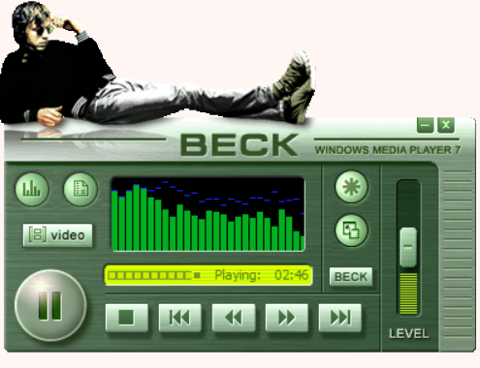 BECK
WINDOWS MEDIA PLAYER 7
video
Playing: 02:46
BECK
LEVEL